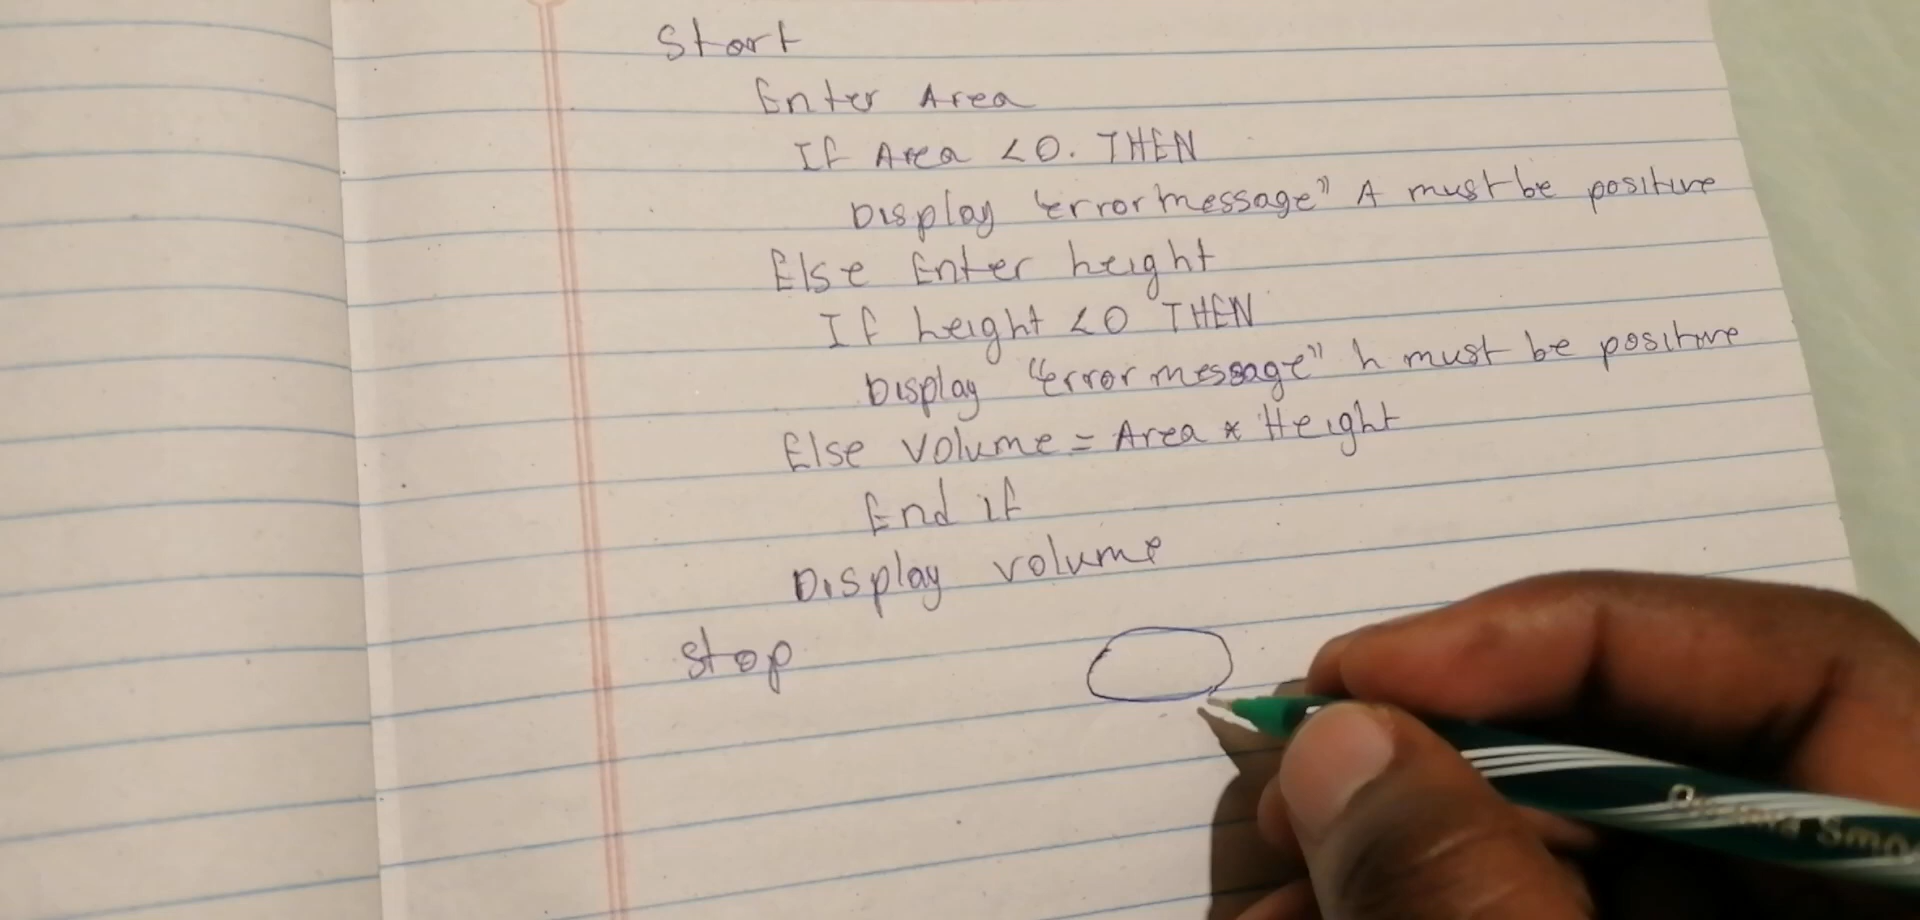 Start
Enter Area
If Area <0. THEN
Display "error message" A must be positive
Else Enter height
If height <0 THEN
Display "error message" h must be positive
Else Volume = Area * Height
End if
Display volume
Stop